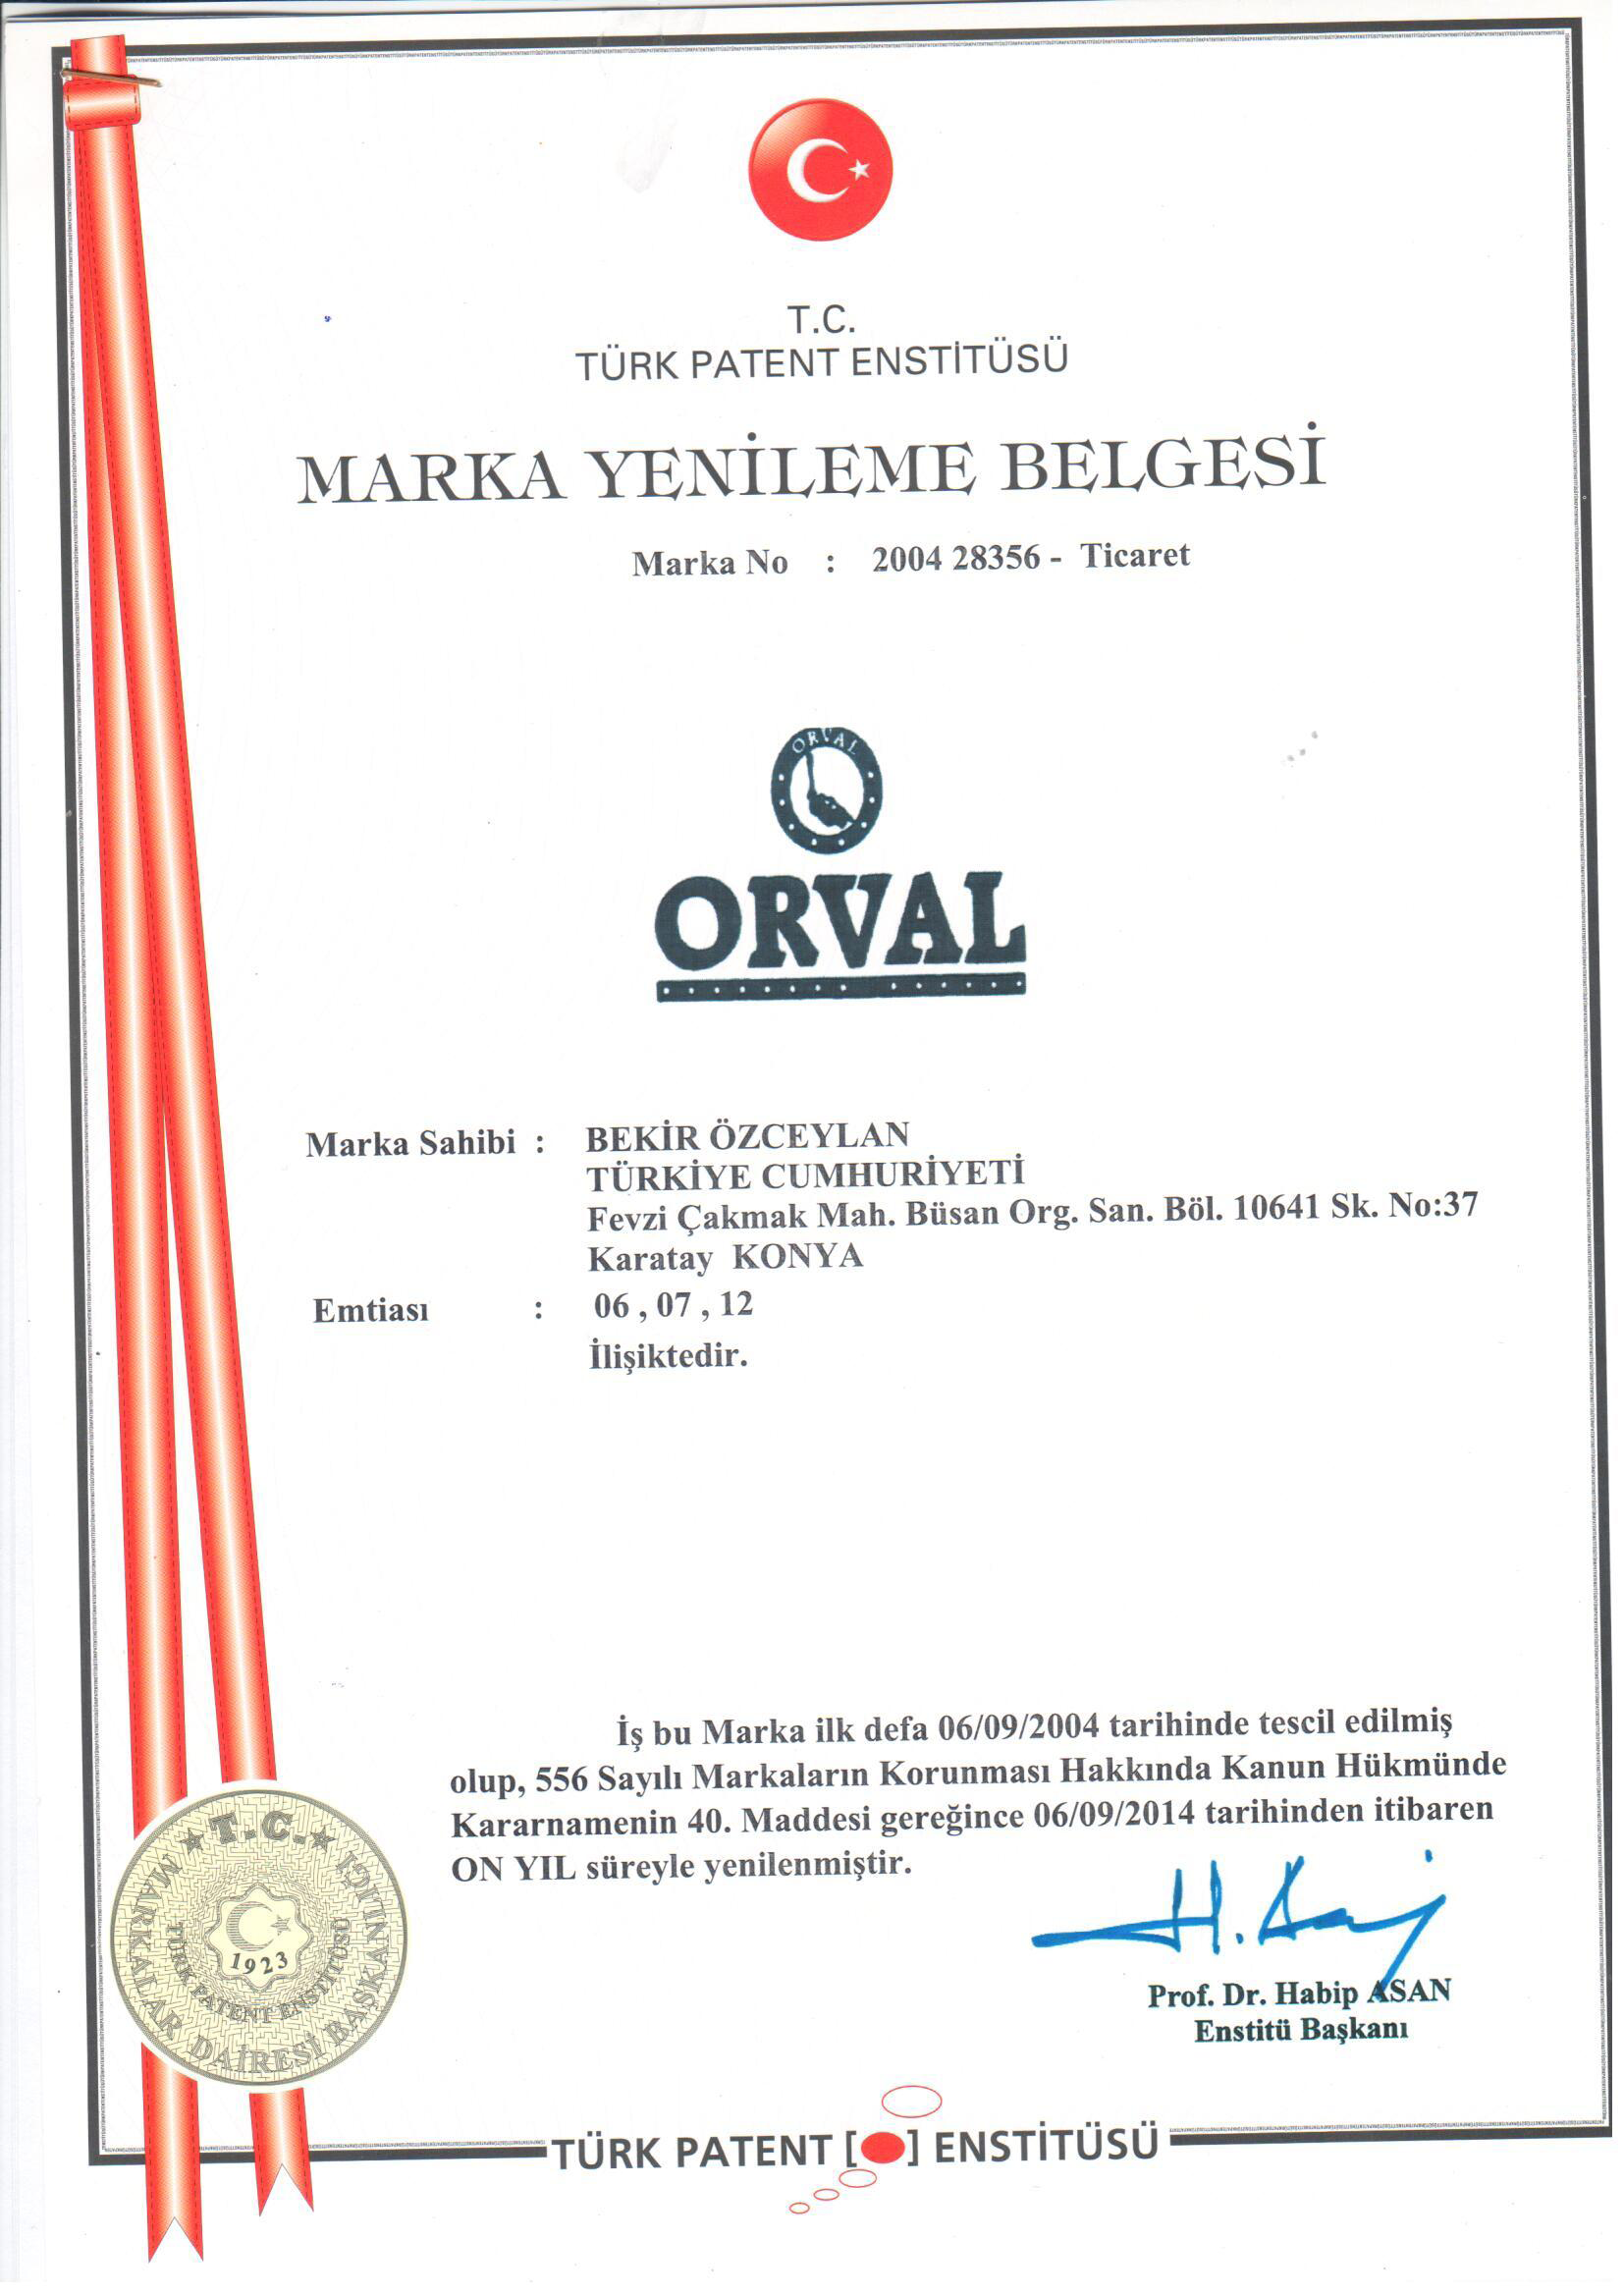 T.C.
TÜRK PATENT ENSTİTÜSÜ
MARKA YENİLEME BELGESİ
Marka No : 2004 28356 - Ticaret
ORVAL
ORVAL
Marka Sahibi : BEKİR ÖZCEYLAN
TÜRKİYE CUMHURİYETİ
Fevzi Çakmak Mah. Büsan Org. San. Böl. 10641 Sk. No:37
Karatay KONYA
Emtiası : 06 , 07 , 12
İlişiktedir.
İş bu Marka ilk defa 06/09/2004 tarihinde tescil edilmiş
olup, 556 Sayılı Markaların Korunması Hakkında Kanun Hükmünde
Kararnamenin 40. Maddesi gereğince 06/09/2014 tarihinden itibaren
ON YIL süreyle yenilenmiştir.
T.C.
MARKALAR DAİRESİ BAŞKANLIĞI
TÜRK PATENT ENSTİTÜSÜ
1923
Prof. Dr. Habip ASAN
Enstitü Başkanı
TÜRK PATENT [ ] ENSTİTÜSÜ